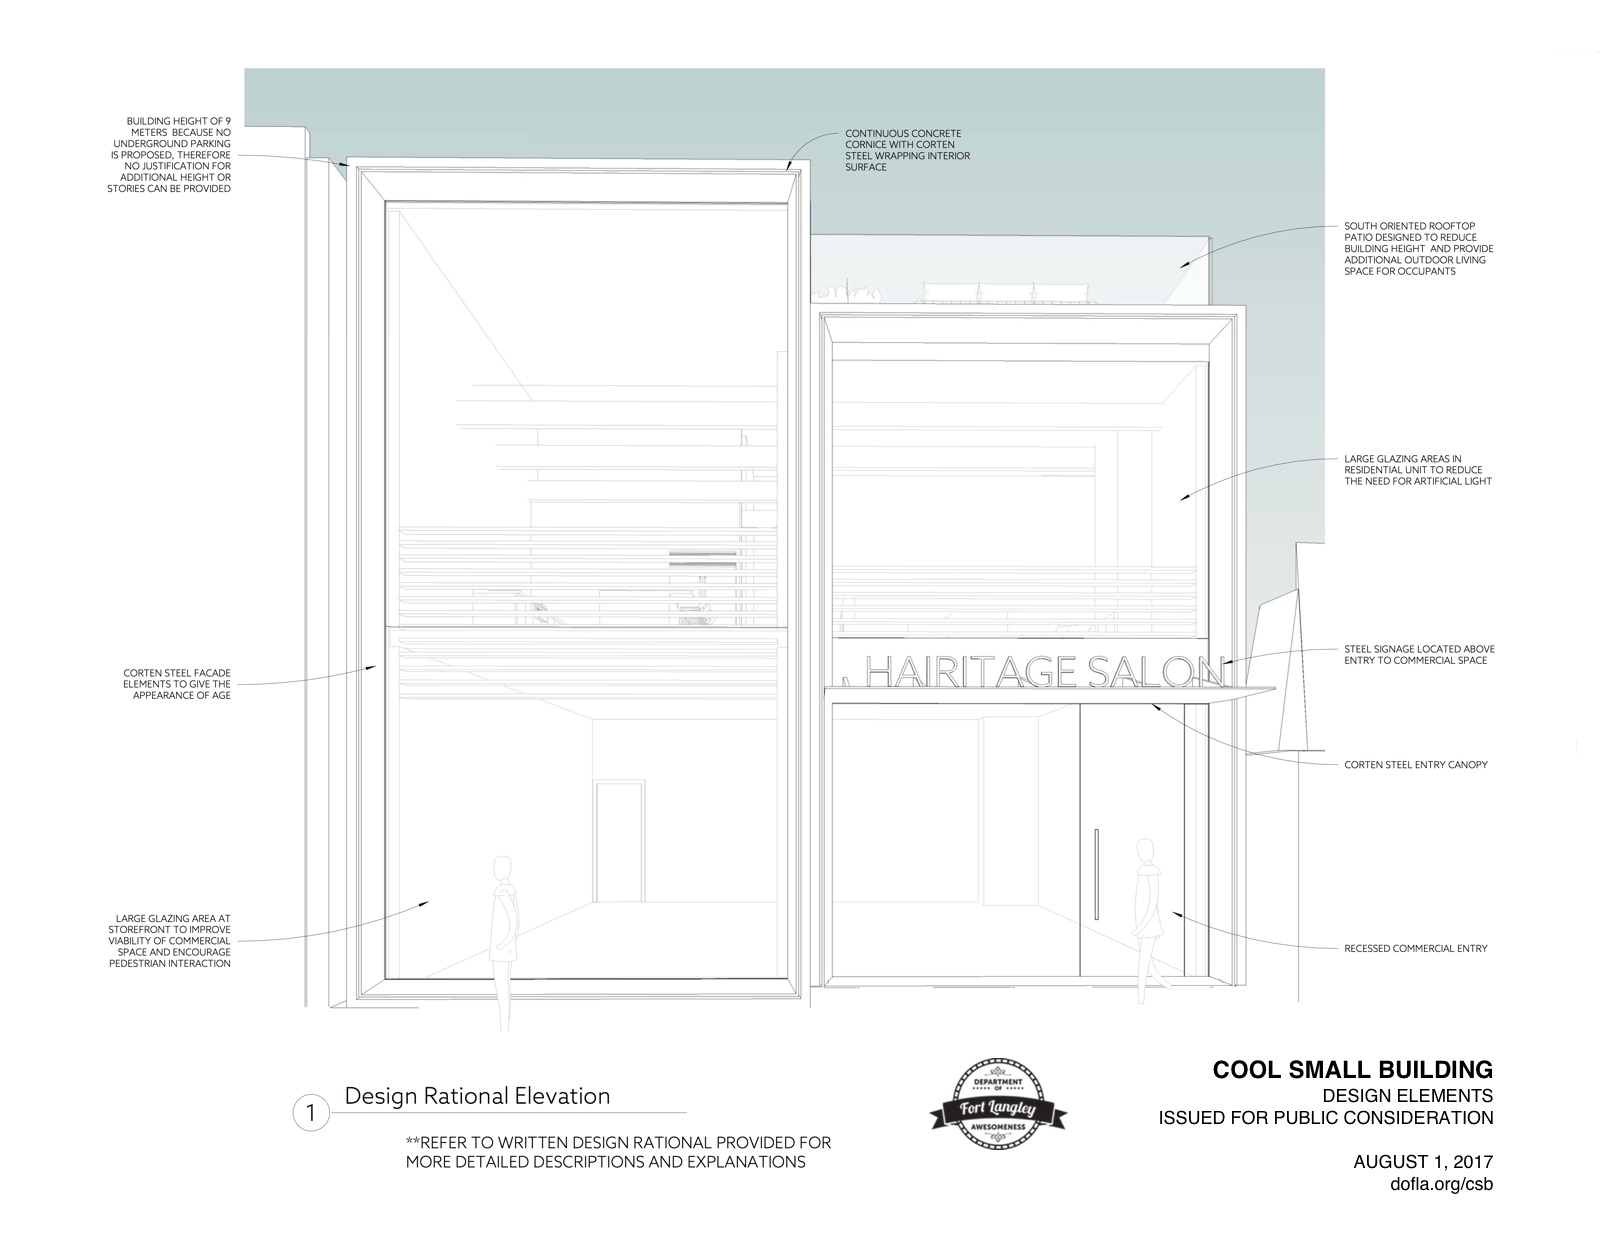 BUILDING HEIGHT OF 9
METERS BECAUSE NO
UNDERGROUND PARKING
IS PROPOSED, THEREFORE
NO JUSTIFICATION FOR
ADDITIONAL HEIGHT OR
STORIES CAN BE PROVIDED
CONTINUOUS CONCRETE
CORNICE WITH CORTEN
STEEL WRAPPING INTERIOR
SURFACE
SOUTH ORIENTED ROOFTOP
PATIO DESIGNED TO REDUCE
BUILDING HEIGHT AND PROVIDE
ADDITIONAL OUTDOOR LIVING
SPACE FOR OCCUPANTS
LARGE GLAZING AREAS IN
RESIDENTIAL UNIT TO REDUCE
THE NEED FOR ARTIFICIAL LIGHT
CORTEN STEEL FACADE
ELEMENTS TO GIVE THE
APPEARANCE OF AGE
HAIRITAGE SALON
STEEL SIGNAGE LOCATED ABOVE
ENTRY TO COMMERCIAL SPACE
CORTEN STEEL ENTRY CANOPY
LARGE GLAZING AREA AT
STOREFRONT TO IMPROVE
VIABILITY OF COMMERCIAL
SPACE AND ENCOURAGE
PEDESTRIAN INTERACTION
RECESSED COMMERCIAL ENTRY
1
Design Rational Elevation
**REFER TO WRITTEN DESIGN RATIONAL PROVIDED FOR
MORE DETAILED DESCRIPTIONS AND EXPLANATIONS
DEPARTMENT
OF
Fort Langley
AWESOMENESS
COOL SMALL BUILDING
DESIGN ELEMENTS
ISSUED FOR PUBLIC CONSIDERATION
AUGUST 1, 2017
dofla.org/csb